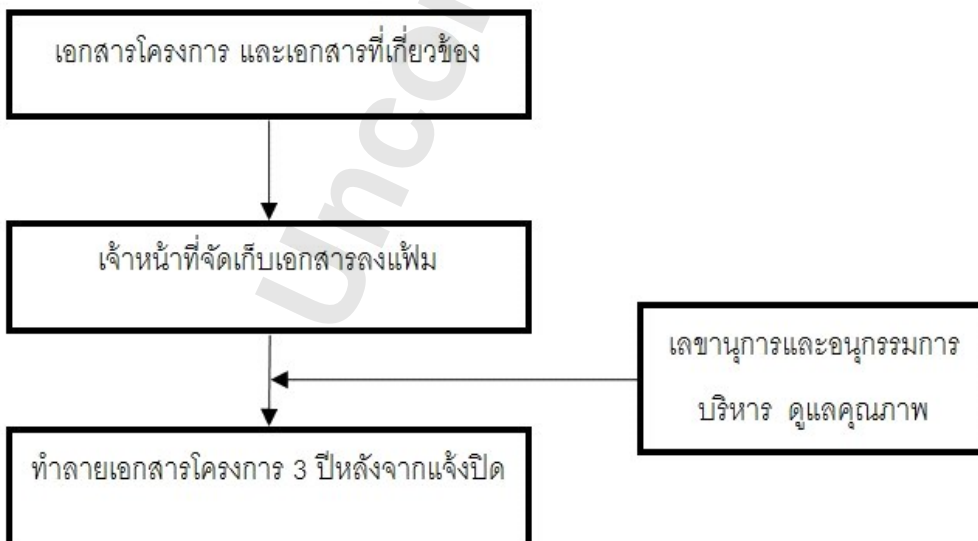 เอกสารโครงการ และเอกสารที่เกี่ยวข้อง
เจ้าหน้าที่จัดเก็บเอกสารลงแฟ้ม
เลขานุการและอนุกรรมการ
บริหาร ดูแลคุณภาพ
ทำลายเอกสารโครงการ 3 ปีหลังจากแจ้งปิด
Unco